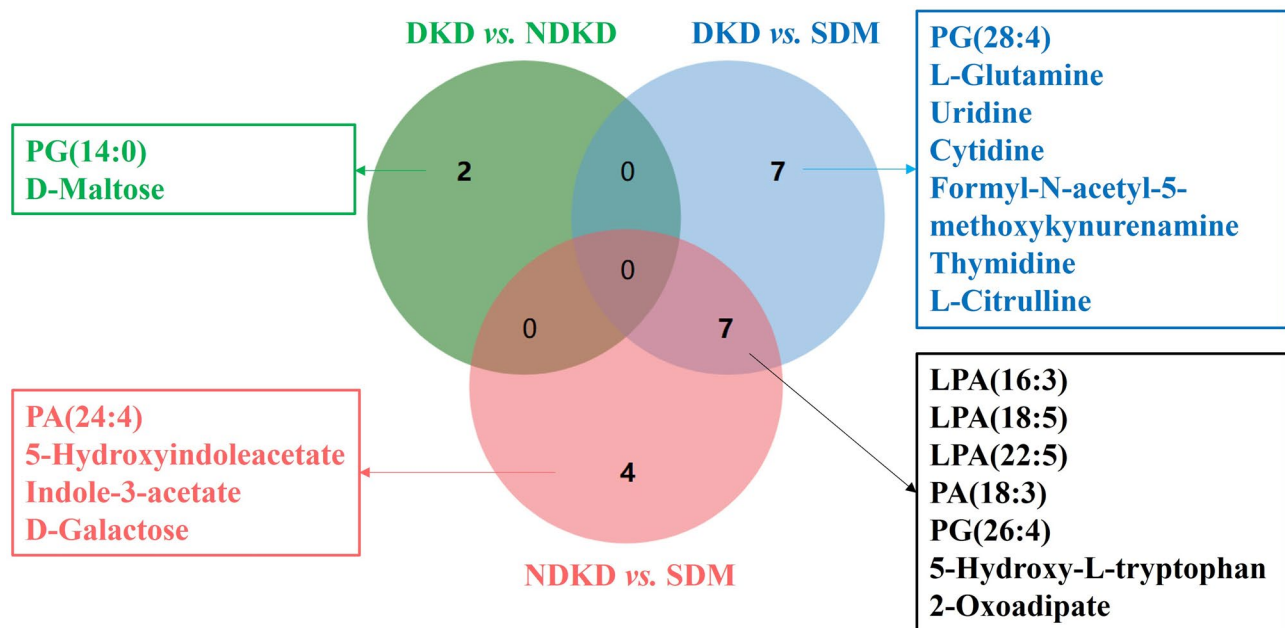 DKD vs. NDKD
DKD vs. SDM
PG(14:0)
D-Maltose
2
0
7
0
0
7
4
PG(28:4)
L-Glutamine
Uridine
Cytidine
Formyl-N-acetyl-5-
methoxykynurenamine
Thymidine
L-Citrulline
PA(24:4)
5-Hydroxyindoleacetate
Indole-3-acetate
D-Galactose
NDKD vs. SDM
LPA(16:3)
LPA(18:5)
LPA(22:5)
PA(18:3)
PG(26:4)
5-Hydroxy-L-tryptophan
2-Oxoadipate